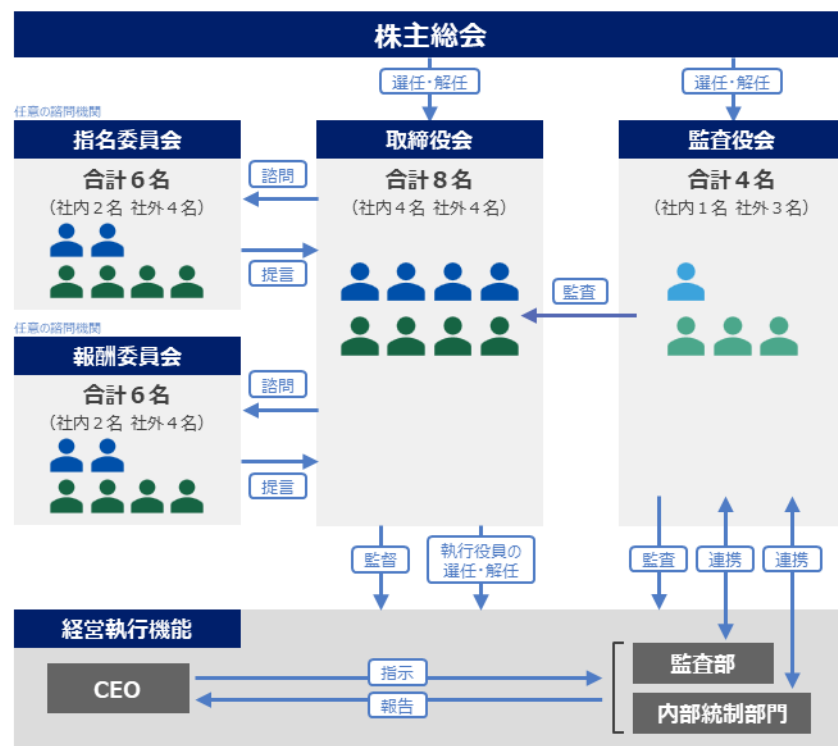 株主総会
選任・解任
選任・解任
任意の諮問機関
指名委員会
合計6名
（社内2名 社外4名）
諮問
提言
取締役会
合計8名
（社内4名 社外4名）
監査役会
合計4名
（社内1名 社外3名）
監査
任意の諮問機関
報酬委員会
合計6名
（社内2名 社外4名）
諮問
提言
監督
執行役員の
選任・解任
監査
連携
連携
経営執行機能
CEO
指示
報告
監査部
内部統制部門